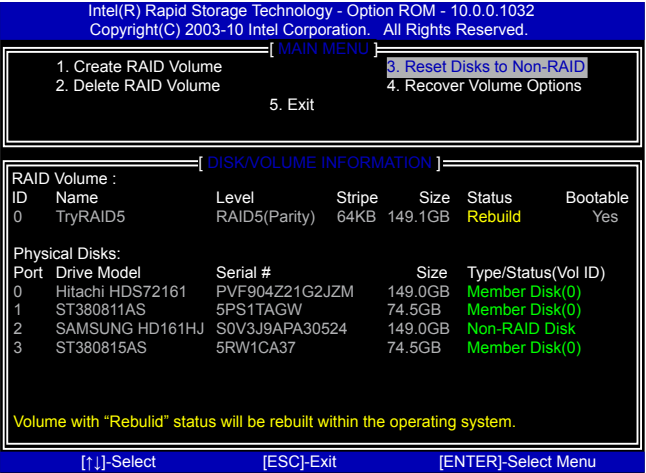 Intel(R) Rapid Storage Technology - Option ROM - 10.0.0.1032
Copyright(C) 2003-10 Intel Corporation. All Rights Reserved.
[ MAIN MENU ]
1. Create RAID Volume 3. Reset Disks to Non-RAID
2. Delete RAID Volume 4. Recover Volume Options
5. Exit
[ DISK/VOLUME INFORMATION ]
RAID Volume :
ID Name Level Stripe Size Status Bootable
0 TryRAID5 RAID5(Parity) 64KB 149.1GB Rebuild Yes
Physical Disks:
Port Drive Model Serial # Size Type/Status(Vol ID)
0 Hitachi HDS72161 PVF904Z21G2JZM 149.0GB Member Disk(0)
1 ST380811AS 5PS1TAGW 74.5GB Member Disk(0)
2 SAMSUNG HD161HJ S0V3J9APA30524 149.0GB Non-RAID Disk
3 ST380815AS 5RW1CA37 74.5GB Member Disk(0)
Volume with “Rebulid” status will be rebuilt within the operating system.
[↑↓]-Select [ESC]-Exit [ENTER]-Select Menu